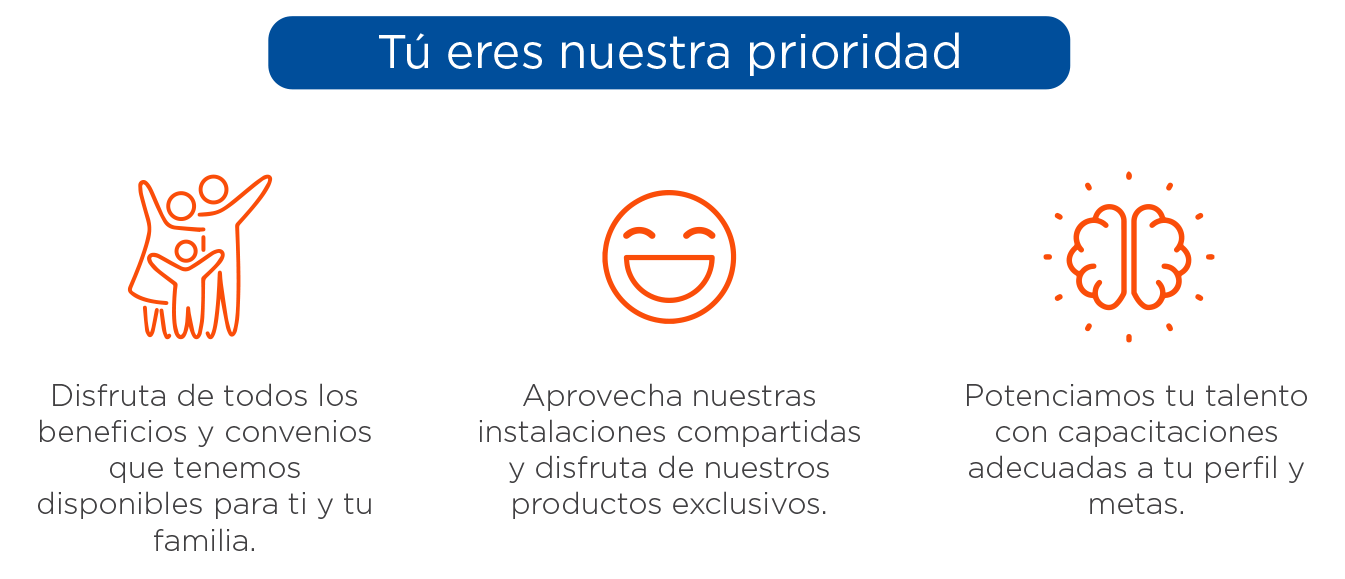 Tú eres nuestra prioridad
Disfruta de todos los
beneficios y convenios
que tenemos
disponibles para ti y tu
familia.
Aprovecha nuestras
instalaciones compartidas
y disfruta de nuestros
productos exclusivos.
Potenciamos tu talento
con capacitaciones
adecuadas a tu perfil y
metas.